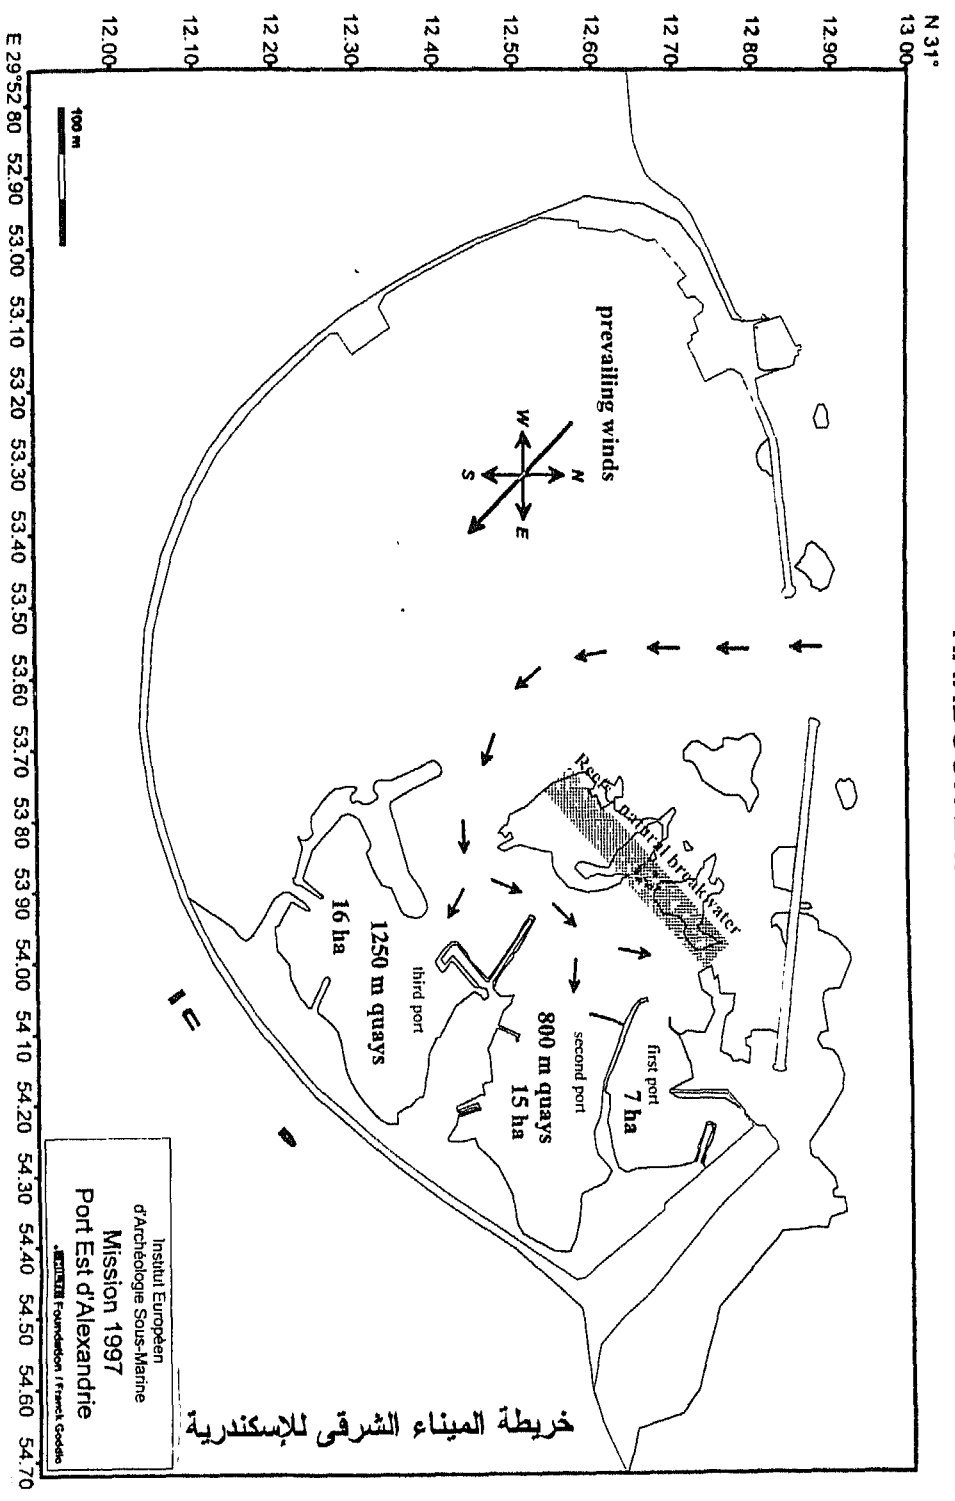 N 31°
13.00
12.90
12.80
12.70
12.60
12.50
12.40
12.30
12.20
12.10
12.00
E 29°52.80 52.90 53.00 53.10 53.20 53.30 53.40 53.50 53.60 53.70 53.80 53.90 54.00 54.10 54.20 54.30 54.40 54.50 54.60 54.70
100 m
prevailing winds
N
W
E
S
Reefs natural breakwater
first port
7 ha
second port
800 m quays
15 ha
third port
1250 m quays
16 ha
Institut Européen
d'Archéologie Sous-Marine
Mission 1997
Port Est d'Alexandrie
Foundation / Franck Goddio
خريطة الميناء الشرقى للإسكندرية